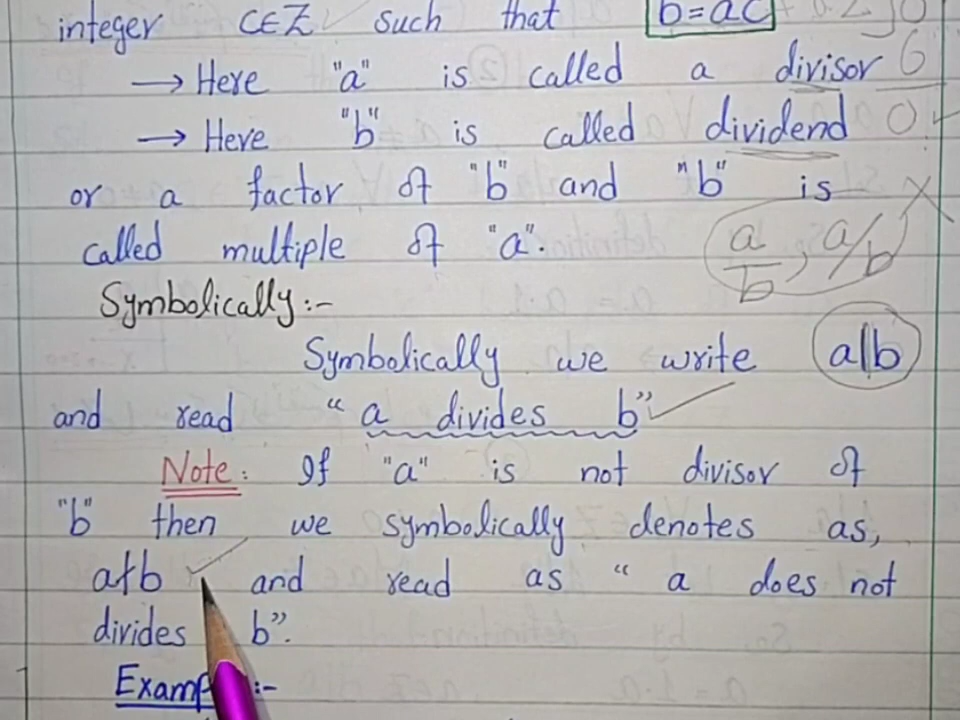 integer C∈Z such that b=ac
→ Here "a" is called a divisor 6
→ Here "b" is called dividend 0
or a factor of "b" and "b" is
called multiple of "a".
a/b, a/b
Symbolically:-
Symbolically we write a|b
and read "a divides b"
Note: If "a" is not divisor of
"b" then we symbolically denotes as,
a∤b and read as "a does not
divides b".
Examp :-